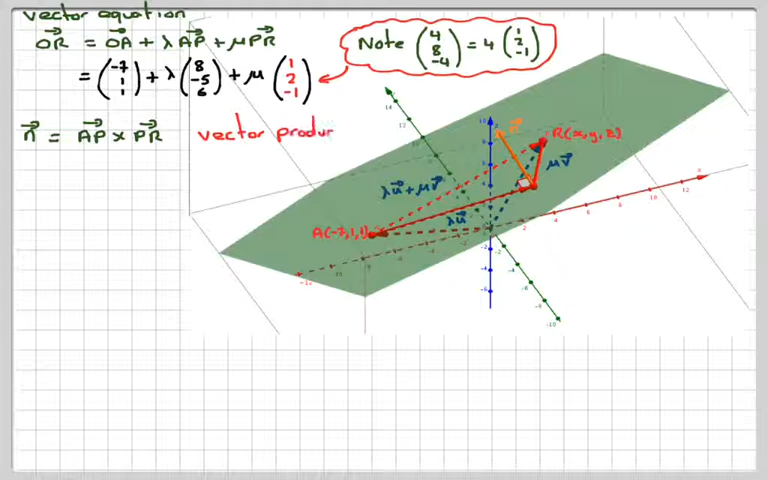 vector equation
OR = OA + λAP + μPR
= (-7 1 1) + λ(8 -5 6) + μ(1 2 -1)
Note (4 8 -4) = 4(1 2 -1)
n = AP × PR vector produr
R(x,y,z)
μv
λu+μv
λu
A(-7,1,1)
n